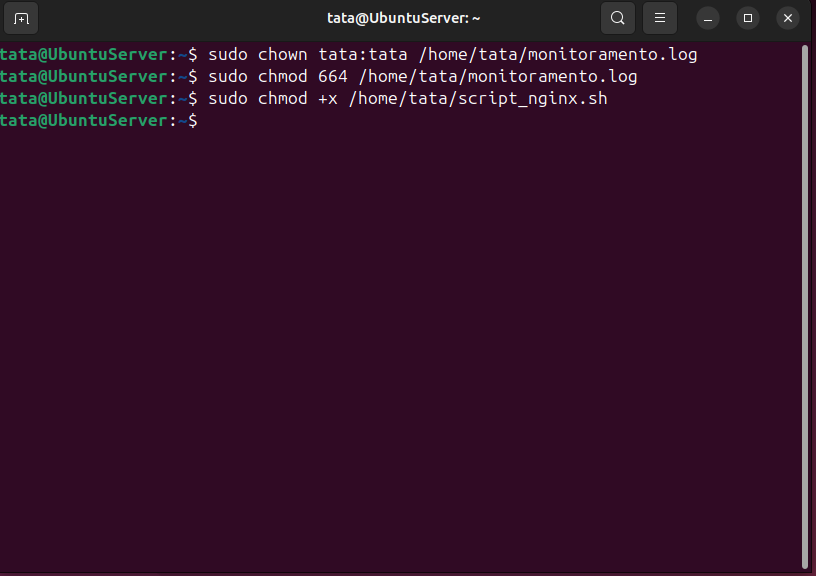 tata@UbuntuServer: ~
tata@UbuntuServer:~$ sudo chown tata:tata /home/tata/monitoramento.log
tata@UbuntuServer:~$ sudo chmod 664 /home/tata/monitoramento.log
tata@UbuntuServer:~$ sudo chmod +x /home/tata/script_nginx.sh
tata@UbuntuServer:~$